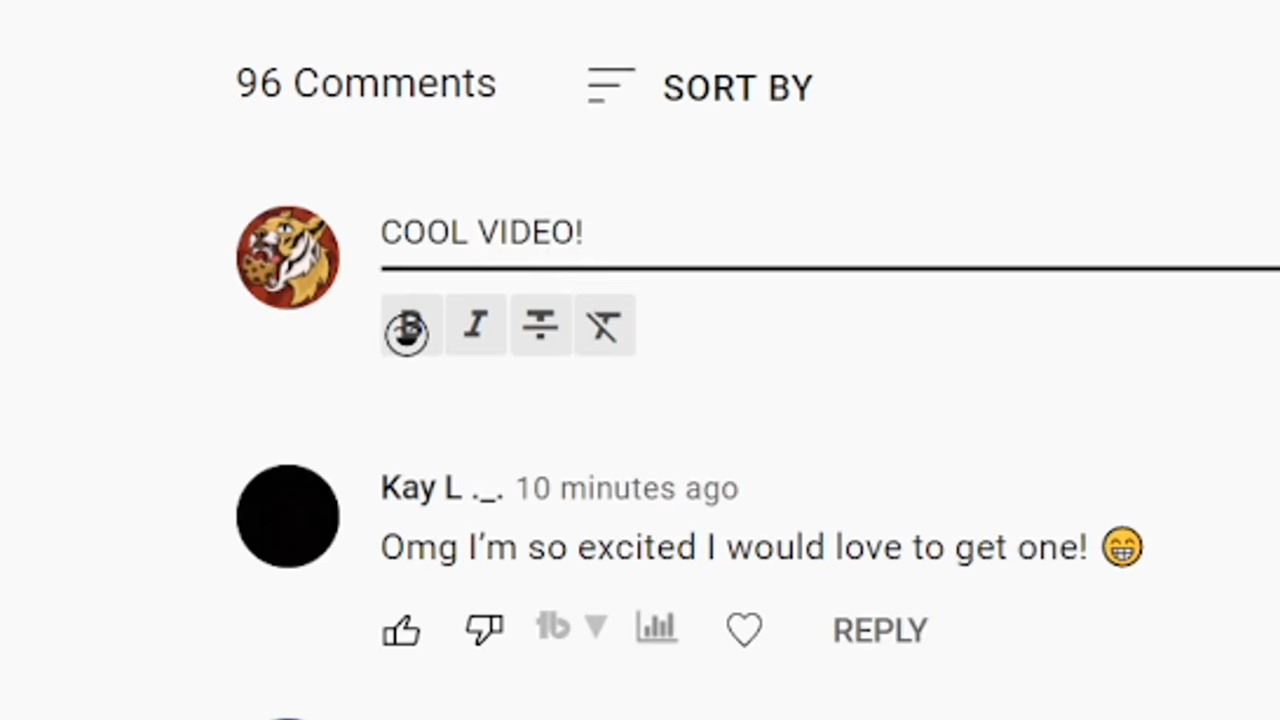 96 Comments
SORT BY
COOL VIDEO!
B I T T
Kay L ._. 10 minutes ago
Omg I’m so excited I would love to get one! 😁
tb
REPLY